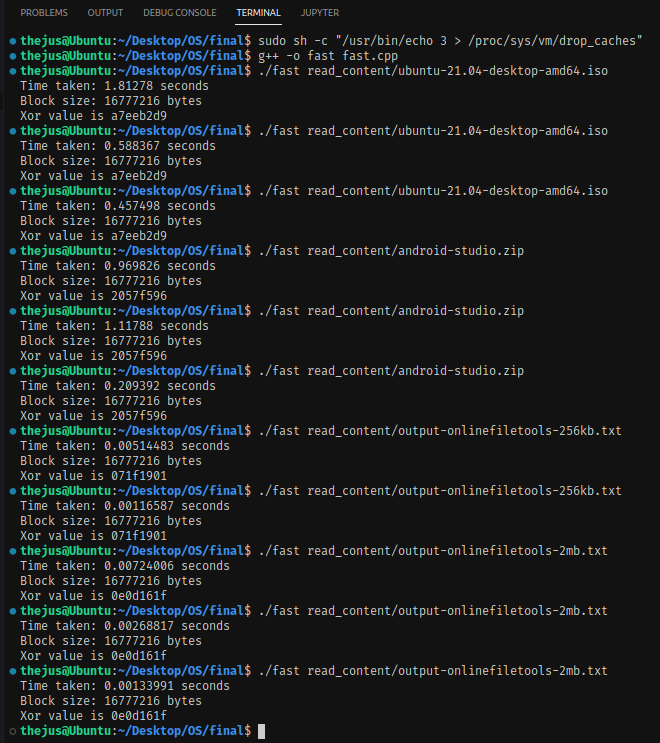 PROBLEMS OUTPUT DEBUG CONSOLE TERMINAL JUPYTER
thejus@Ubuntu:~/Desktop/OS/final$ sudo sh -c "/usr/bin/echo 3 > /proc/sys/vm/drop_caches"
thejus@Ubuntu:~/Desktop/OS/final$ g++ -o fast fast.cpp
thejus@Ubuntu:~/Desktop/OS/final$ ./fast read_content/ubuntu-21.04-desktop-amd64.iso
Time taken: 1.81278 seconds
Block size: 16777216 bytes
Xor value is a7eeb2d9
thejus@Ubuntu:~/Desktop/OS/final$ ./fast read_content/ubuntu-21.04-desktop-amd64.iso
Time taken: 0.588367 seconds
Block size: 16777216 bytes
Xor value is a7eeb2d9
thejus@Ubuntu:~/Desktop/OS/final$ ./fast read_content/ubuntu-21.04-desktop-amd64.iso
Time taken: 0.457498 seconds
Block size: 16777216 bytes
Xor value is a7eeb2d9
thejus@Ubuntu:~/Desktop/OS/final$ ./fast read_content/android-studio.zip
Time taken: 0.969826 seconds
Block size: 16777216 bytes
Xor value is 2057f596
thejus@Ubuntu:~/Desktop/OS/final$ ./fast read_content/android-studio.zip
Time taken: 1.11788 seconds
Block size: 16777216 bytes
Xor value is 2057f596
thejus@Ubuntu:~/Desktop/OS/final$ ./fast read_content/android-studio.zip
Time taken: 0.209392 seconds
Block size: 16777216 bytes
Xor value is 2057f596
thejus@Ubuntu:~/Desktop/OS/final$ ./fast read_content/output-onlinefiletools-256kb.txt
Time taken: 0.00514483 seconds
Block size: 16777216 bytes
Xor value is 071f1901
thejus@Ubuntu:~/Desktop/OS/final$ ./fast read_content/output-onlinefiletools-256kb.txt
Time taken: 0.00116587 seconds
Block size: 16777216 bytes
Xor value is 071f1901
thejus@Ubuntu:~/Desktop/OS/final$ ./fast read_content/output-onlinefiletools-2mb.txt
Time taken: 0.00724006 seconds
Block size: 16777216 bytes
Xor value is 0e0d161f
thejus@Ubuntu:~/Desktop/OS/final$ ./fast read_content/output-onlinefiletools-2mb.txt
Time taken: 0.00268817 seconds
Block size: 16777216 bytes
Xor value is 0e0d161f
thejus@Ubuntu:~/Desktop/OS/final$ ./fast read_content/output-onlinefiletools-2mb.txt
Time taken: 0.00133991 seconds
Block size: 16777216 bytes
Xor value is 0e0d161f
thejus@Ubuntu:~/Desktop/OS/final$